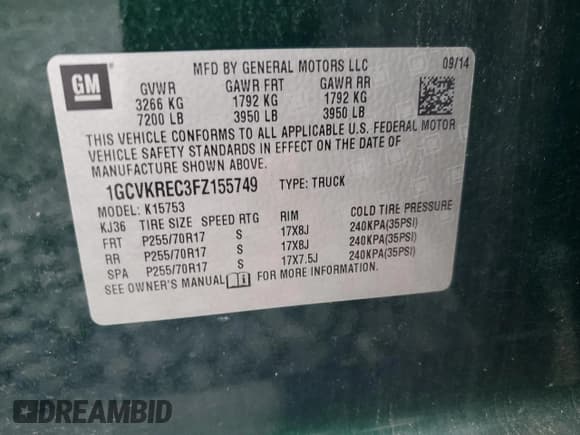 GM
MFD BY GENERAL MOTORS LLC 09/14
GVWR GAWR FRT GAWR RR
3266 KG 1792 KG 1792 KG
7200 LB 3950 LB 3950 LB
THIS VEHICLE CONFORMS TO ALL APPLICABLE U.S. FEDERAL MOTOR
VEHICLE SAFETY STANDARDS IN EFFECT ON THE DATE OF
MANUFACTURE SHOWN ABOVE.
1GCVKREC3FZ155749 TYPE: TRUCK
MODEL: K15753
KJ36 TIRE SIZE SPEED RTG RIM COLD TIRE PRESSURE
FRT P255/70R17 S 17X8J 240KPA(35PSI)
RR P255/70R17 S 17X8J 240KPA(35PSI)
SPA P255/70R17 S 17X7.5J 240KPA(35PSI)
SEE OWNER'S MANUAL FOR MORE INFORMATION.
DREAMBID